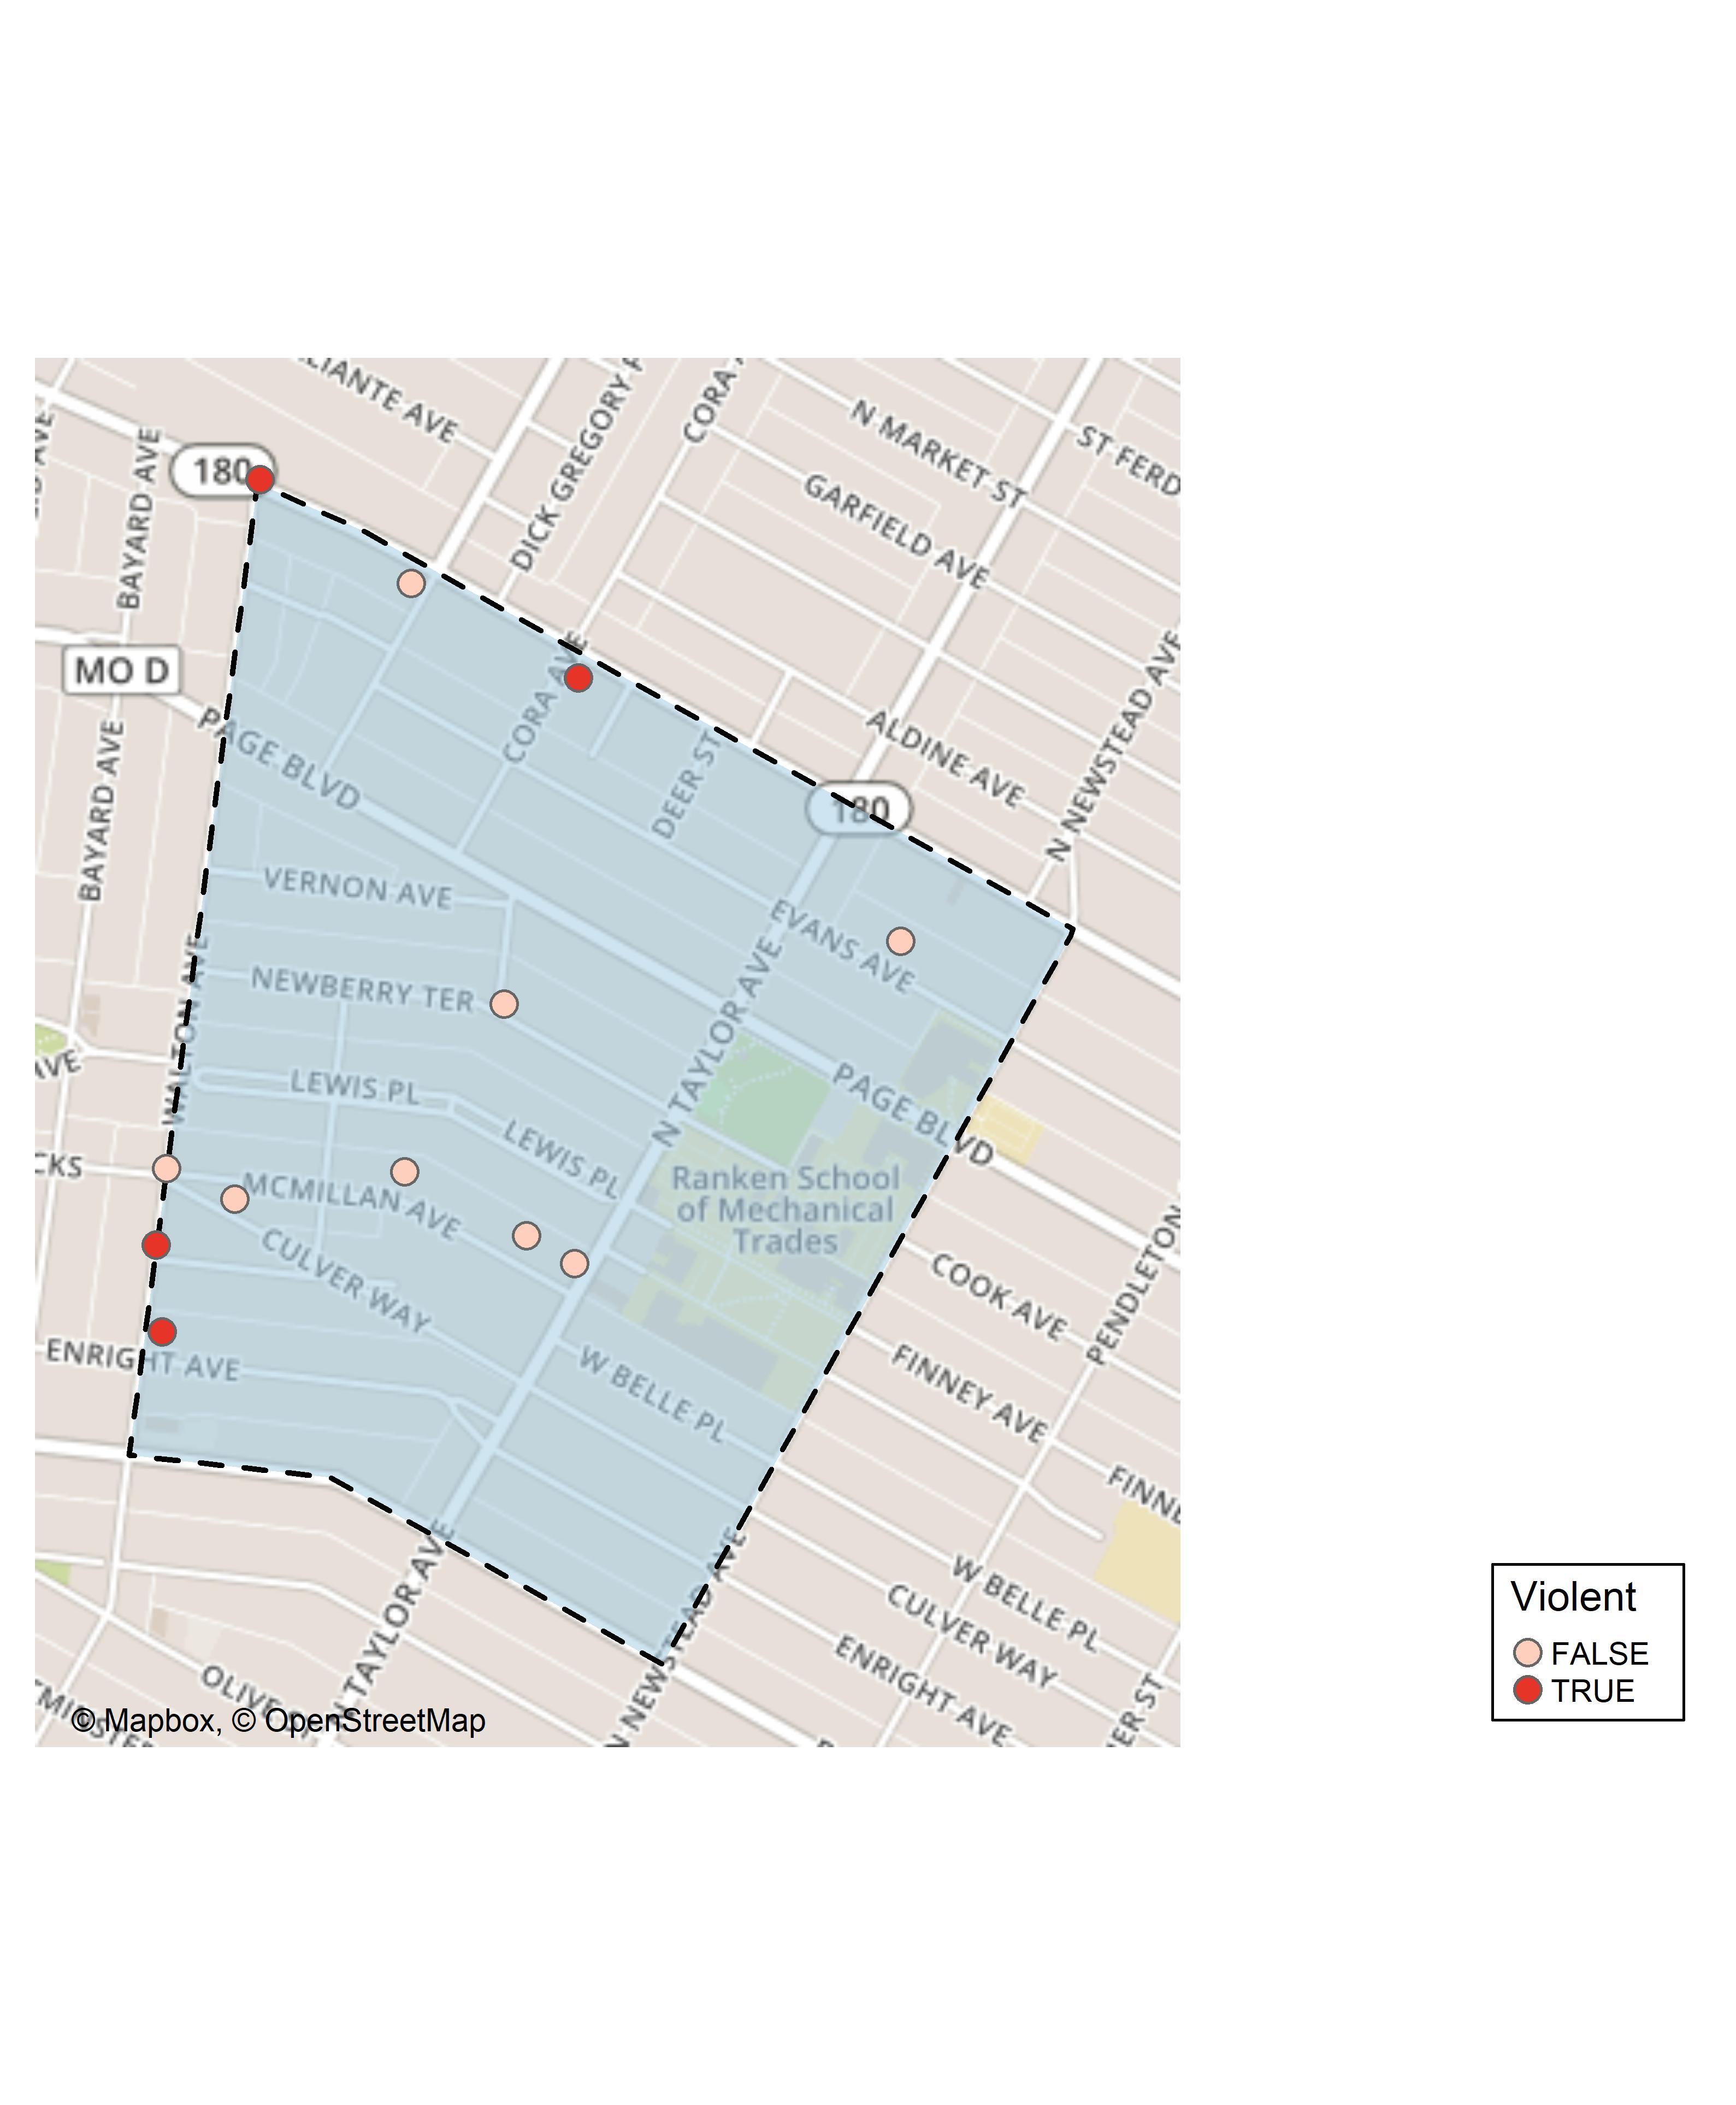 LIANTE AVE
DICK GREGORY P
CORA A
N MARKET ST
ST FERD
GARFIELD AVE
BAYARD AVE
180
N NEWSTEAD AVE
MO D
CORA AVE
PAGE BLVD
DEER ST
ALDINE AVE
180
BAYARD AVE
VERNON AVE
EVANS AVE
WALTON AVE
NEWBERRY TER
N TAYLOR AVE
AVE
LEWIS PL
PAGE BLVD
LEWIS PL
CKS
MCMILLAN AVE
Ranken School
of Mechanical
Trades
CULVER WAY
COOK AVE
PENDLETON
ENRIGHT AVE
W BELLE PL
FINNEY AVE
FINNE
N TAYLOR AVE
N NEWSTEAD AVE
W BELLE PL
CULVER WAY
ENRIGHT AVE
OLIVE
ER ST
© Mapbox, © OpenStreetMap
Violent
FALSE
TRUE